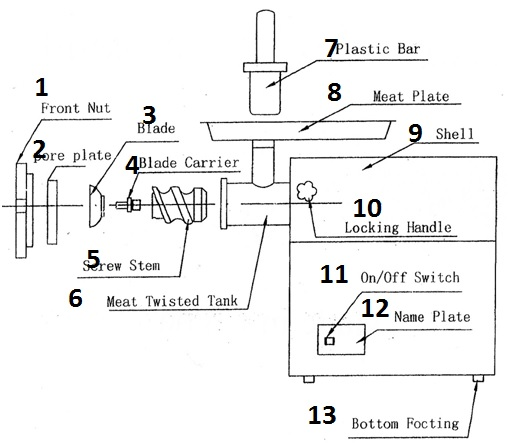 7 Plastic Bar
8 Meat Plate
1
Front Nut
3
Blade
9 Shell
2
pore plate
4 Blade Carrier
10
Locking Handle
5
Screw Stem
6 Meat Twisted Tank
11 On/Off Switch
12 Name Plate
13 Bottom Focting